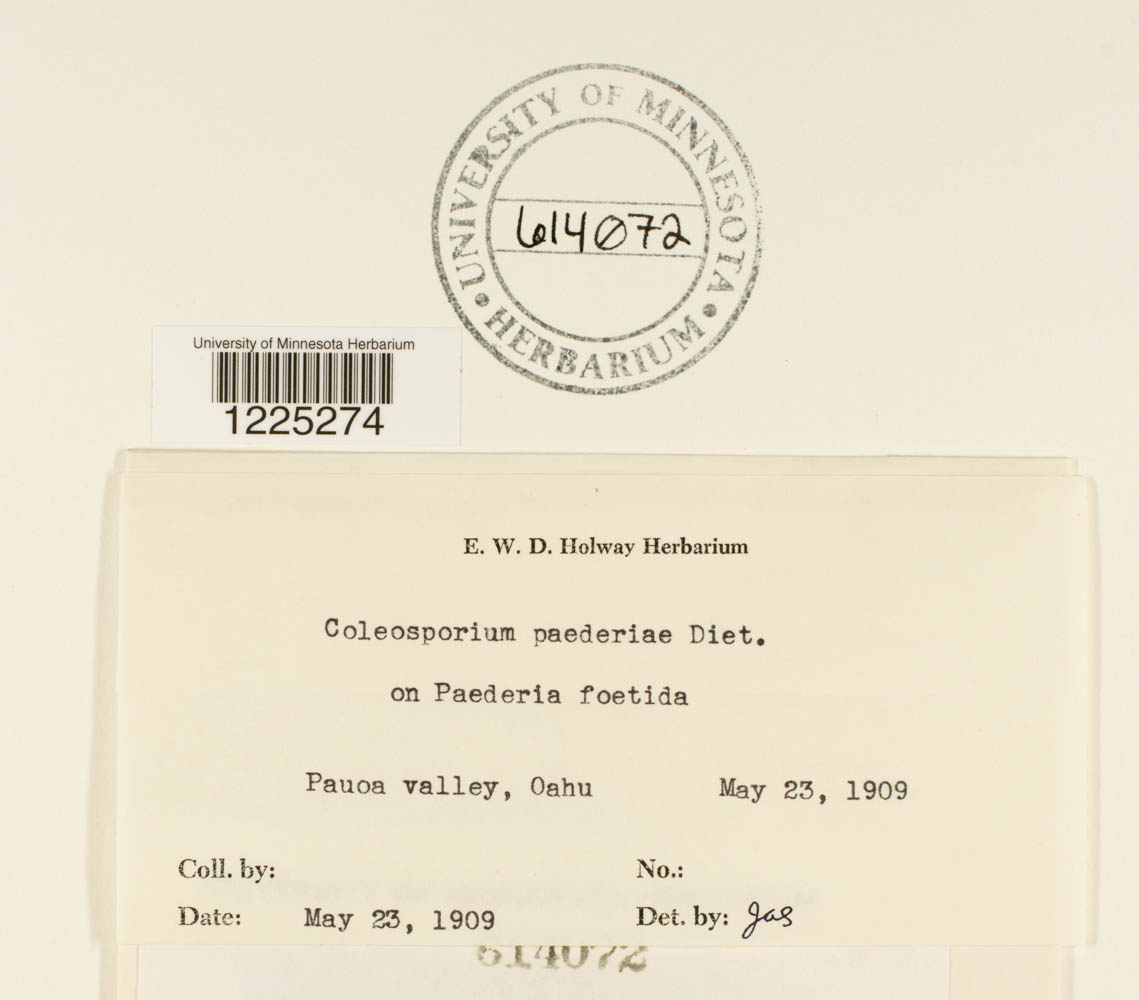 UNIVERSITY OF MINNESOTA
614072
• HERBARIUM •
University of Minnesota Herbarium
1225274
E. W. D. Holway Herbarium
Coleosporium paederiae Diet.
on Paederia foetida
Pauoa valley, Oahu May 23, 1909
Coll. by: No.:
Date: May 23, 1909 Det. by: Jas
614072